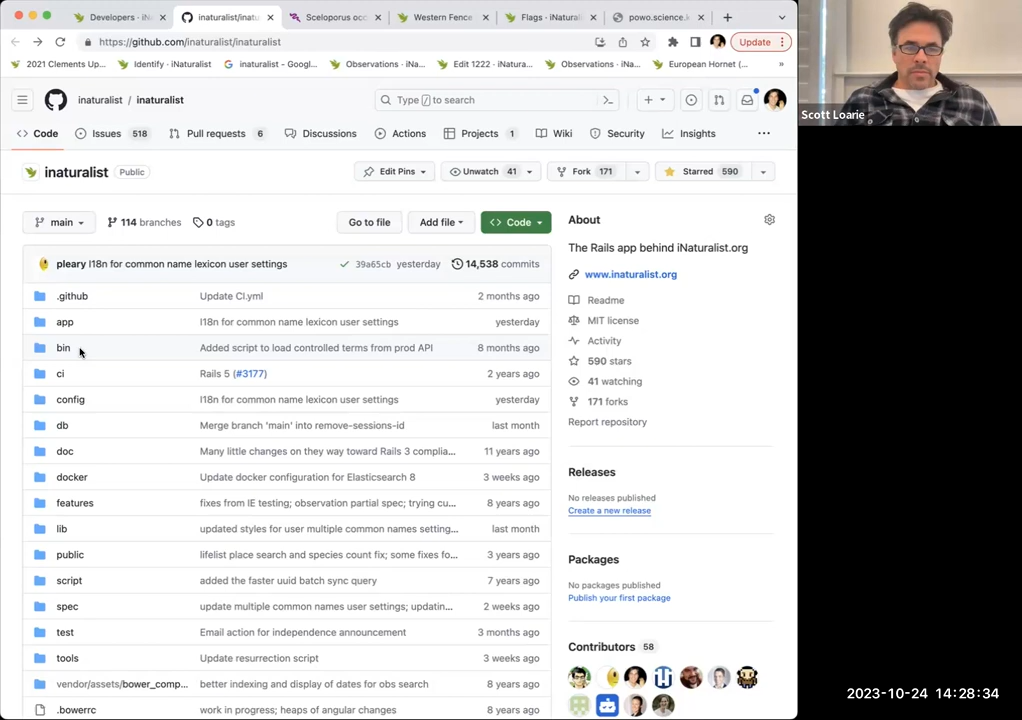 Developers · iNa
inaturalist/inatu
Sceloporus occ
Western Fence
Flags · iNatural
powo.science.
https://github.com/inaturalist/inaturalist
Update
2021 Clements Up...
Identify · iNaturalist
inaturalist - Googl...
Observations · iNa...
Edit 1222 · iNatura...
Observations · iNa...
European Hornet (...
»
inaturalist / inaturalist
Type / to search
Code
Issues 518
Pull requests 6
Discussions
Actions
Projects 1
Wiki
Security
Insights
inaturalist Public
Edit Pins
Unwatch 41
Fork 171
Starred 590
main
114 branches
0 tags
Go to file
Add file
Code
pleary I18n for common name lexicon user settings 39a65cb yesterday 14,538 commits
.github Update CI.yml 2 months ago
app I18n for common name lexicon user settings yesterday
bin Added script to load controlled terms from prod API 8 months ago
ci Rails 5 (#3177) 2 years ago
config I18n for common name lexicon user settings yesterday
db Merge branch 'main' into remove-sessions-id last month
doc Many little changes on they way toward Rails 3 complia... 11 years ago
docker Update docker configuration for Elasticsearch 8 3 weeks ago
features fixes from IE testing; observation partial spec; trying cu... 8 years ago
lib updated styles for user multiple common names setting... last month
public lifelist place search and species count fix; some fixes fo... 3 years ago
script added the faster uuid batch sync query 7 years ago
spec update multiple common names user settings; updatin... 2 weeks ago
test Email action for independence announcement 3 months ago
tools Update resurrection script 3 weeks ago
vendor/assets/bower_comp... better indexing and display of dates for obs search 8 years ago
.bowerrc work in progress; heaps of angular changes 8 years ago
About
The Rails app behind iNaturalist.org
www.inaturalist.org
Readme
MIT license
Activity
590 stars
41 watching
171 forks
Report repository
Releases
No releases published
Create a new release
Packages
No packages published
Publish your first package
Contributors 58
Scott Loarie
2023-10-24 14:28:34